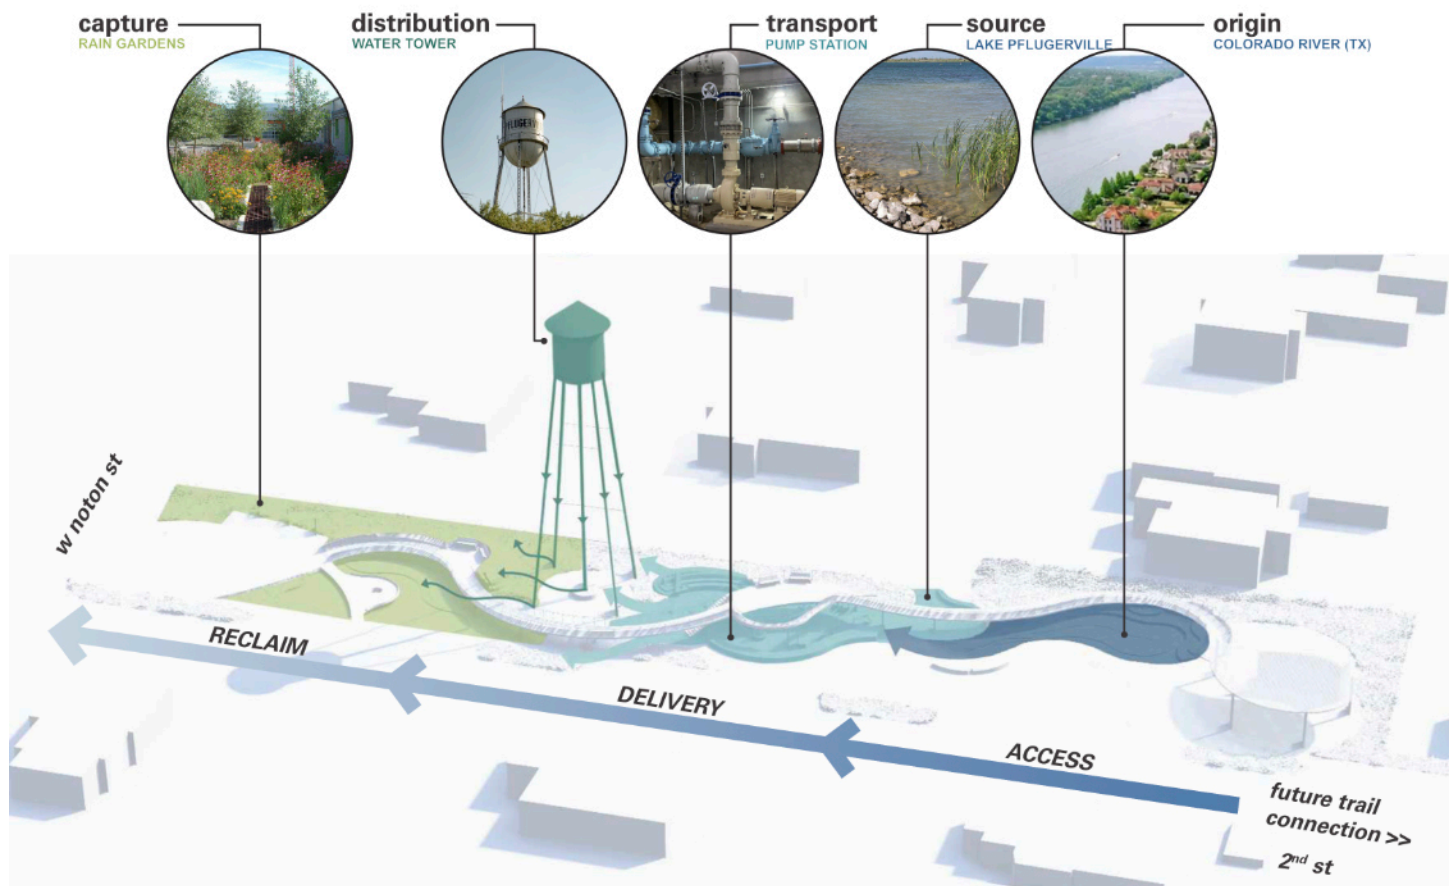 capture
RAIN GARDENS
distribution
WATER TOWER
transport
PUMP STATION
source
LAKE PFLUGERVILLE
origin
COLORADO RIVER (TX)
PFLUGER
w noton st
RECLAIM
DELIVERY
ACCESS
future trail
connection >>
2nd st